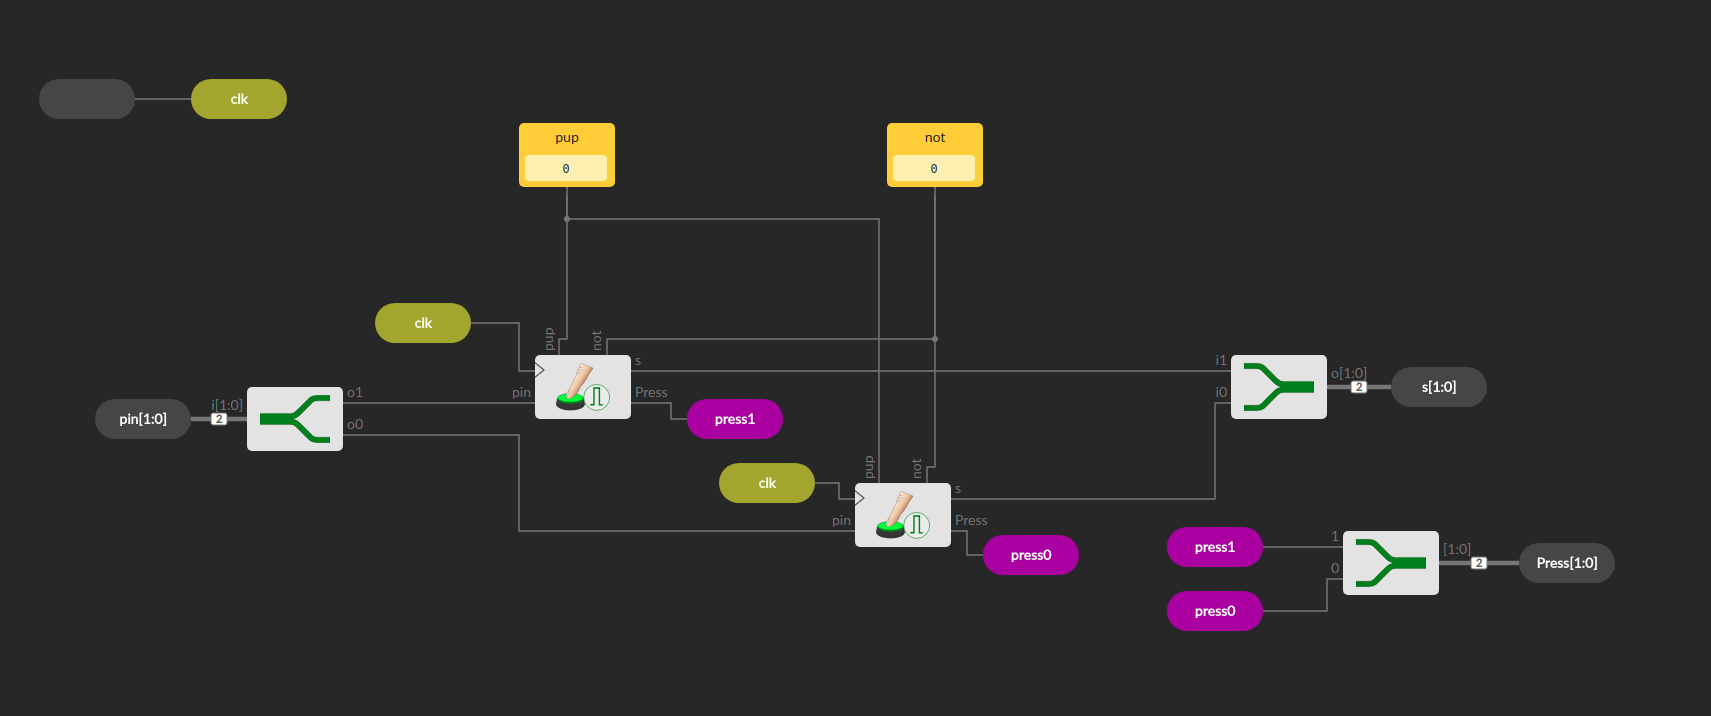 clk
pup
not
0
0
clk
pup
not
s
i1
o[1:0]
2
s[1:0]
pin
Press
i0
i[1:0]
o1
pin[1:0]
2
press1
o0
clk
pup
not
s
pin
Press
press0
press1
1
[1:0]
2
Press[1:0]
0
press0